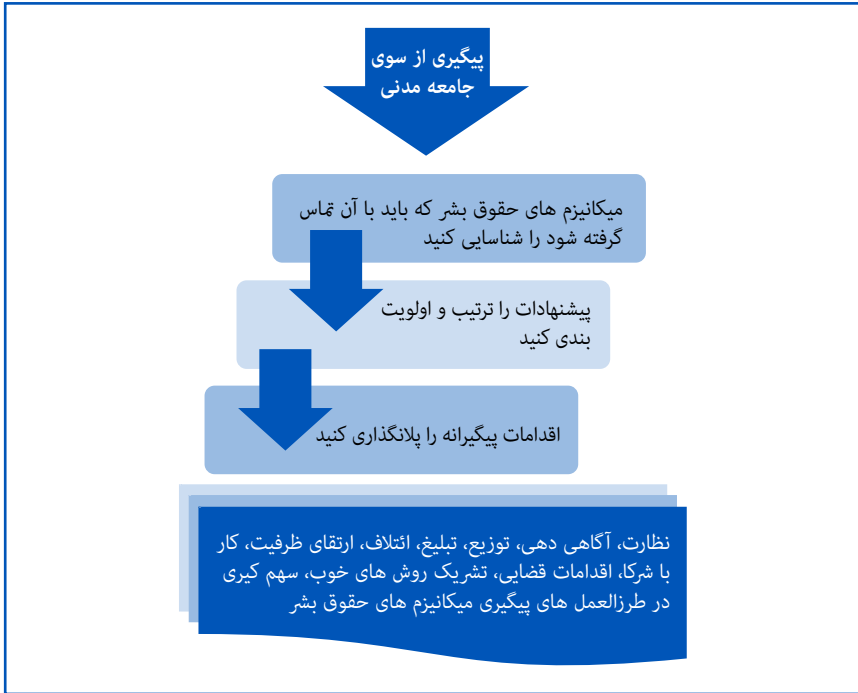 پیگیری از سوی
جامعه مدنی
میکانیزم های حقوق بشر که باید با آن تماس
گرفته شود را شناسایی کنید
پیشنهادات را ترتیب و اولویت
بندی کنید
اقدامات پیگیرانه را پلانگذاری کنید
نظارت، آگاهی دهی، توزیع، تبلیغ، ائتلاف، ارتقای ظرفیت، کار
با شرکا، اقدامات قضایی، تشریک روش های خوب، سهم کیری
در طرزالعمل های پیگیری میکانیزم های حقوق بشر